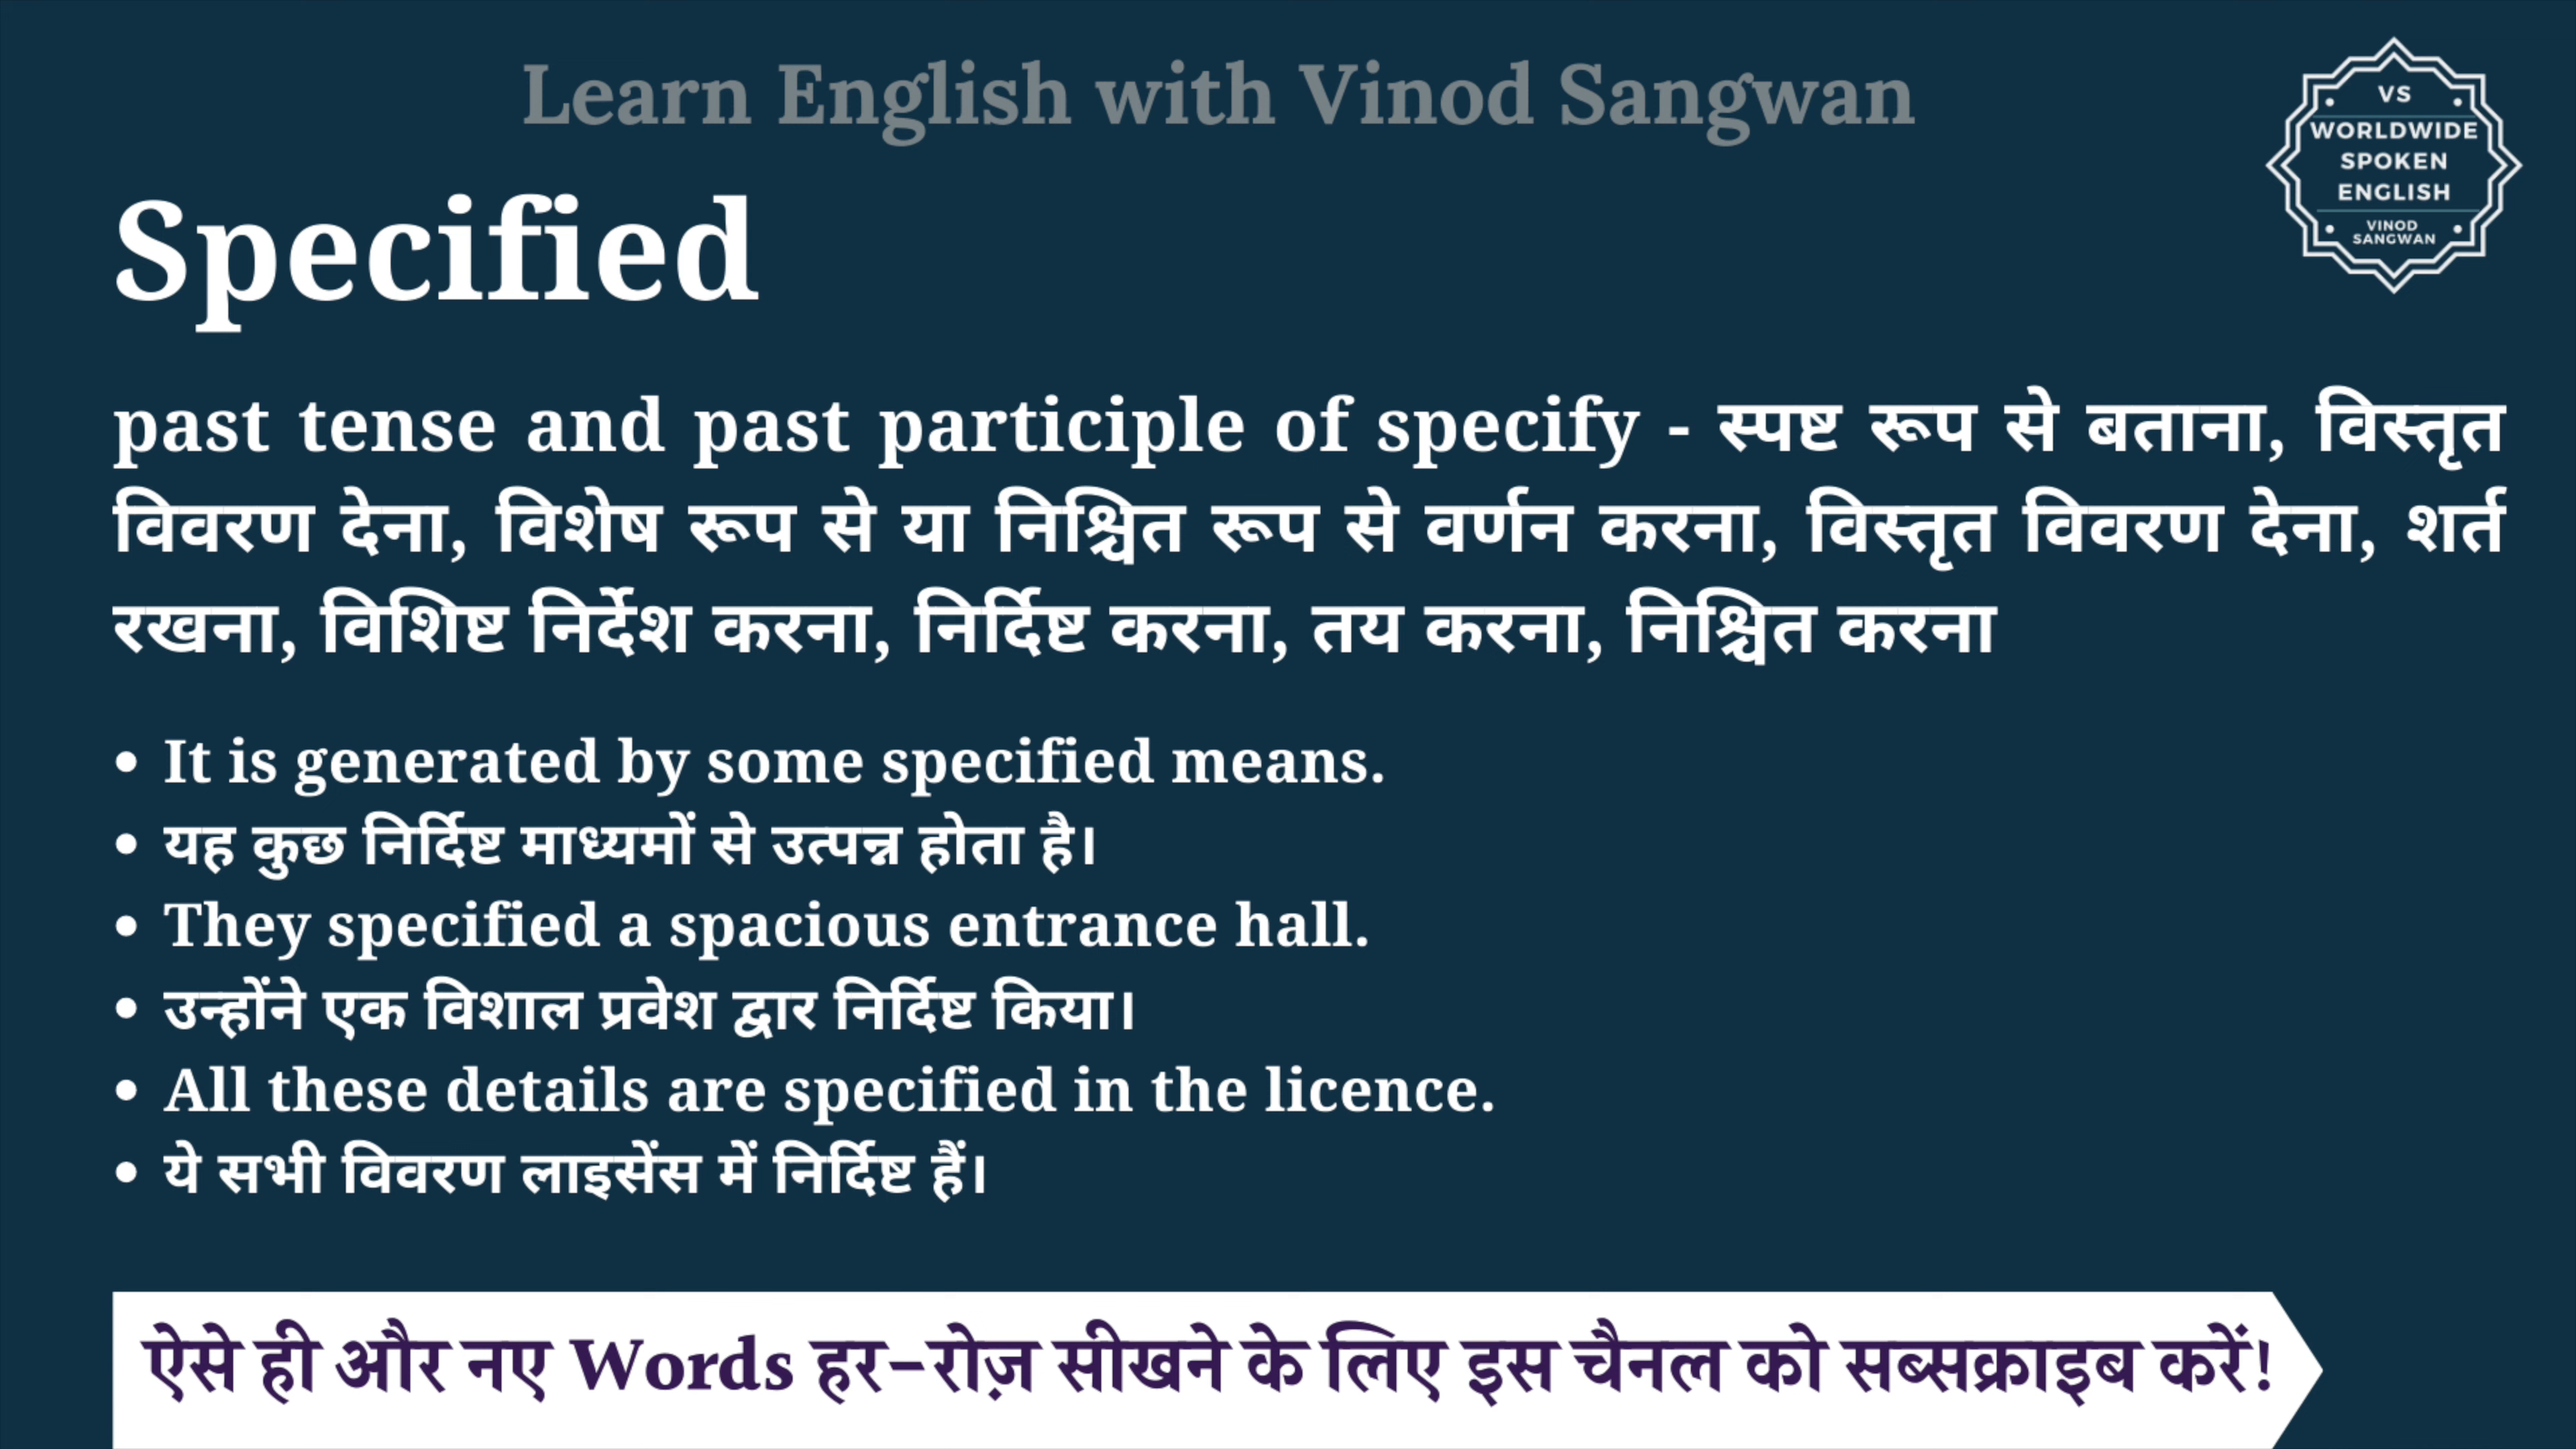 Learn English with Vinod Sangwan
VS
WORLDWIDE
SPOKEN
ENGLISH
VINOD
SANGWAN
Specified
past tense and past participle of specify - स्पष्ट रूप से बताना, विस्तृत
विवरण देना, विशेष रूप से या निश्चित रूप से वर्णन करना, विस्तृत विवरण देना, शर्त
रखना, विशिष्ट निर्देश करना, निर्दिष्ट करना, तय करना, निश्चित करना
• It is generated by some specified means.
• यह कुछ निर्दिष्ट माध्यमों से उत्पन्न होता है।
• They specified a spacious entrance hall.
• उन्होंने एक विशाल प्रवेश द्वार निर्दिष्ट किया।
• All these details are specified in the licence.
• ये सभी विवरण लाइसेंस में निर्दिष्ट हैं।
ऐसे ही और नए Words हर-रोज़ सीखने के लिए इस चैनल को सब्सक्राइब करें!